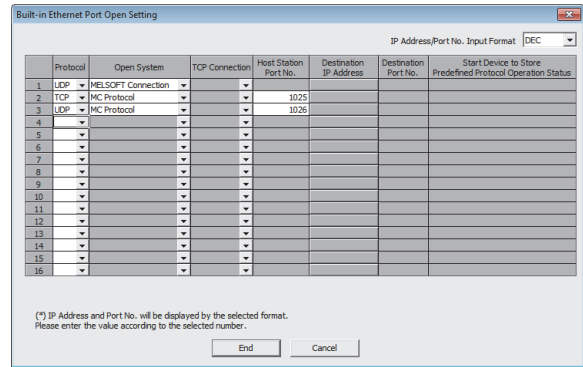 Built-in Ethernet Port Open Setting
IP Address/Port No. Input Format DEC
Protocol Open System TCP Connection Host Station Port No. Destination IP Address Destination Port No. Start Device to Store Predefined Protocol Operation Status
1 UDP MELSOFT Connection
2 TCP MC Protocol 1025
3 UDP MC Protocol 1026
4
5
6
7
8
9
10
11
12
13
14
15
16
(*) IP Address and Port No. will be displayed by the selected format.
Please enter the value according to the selected number.
End Cancel